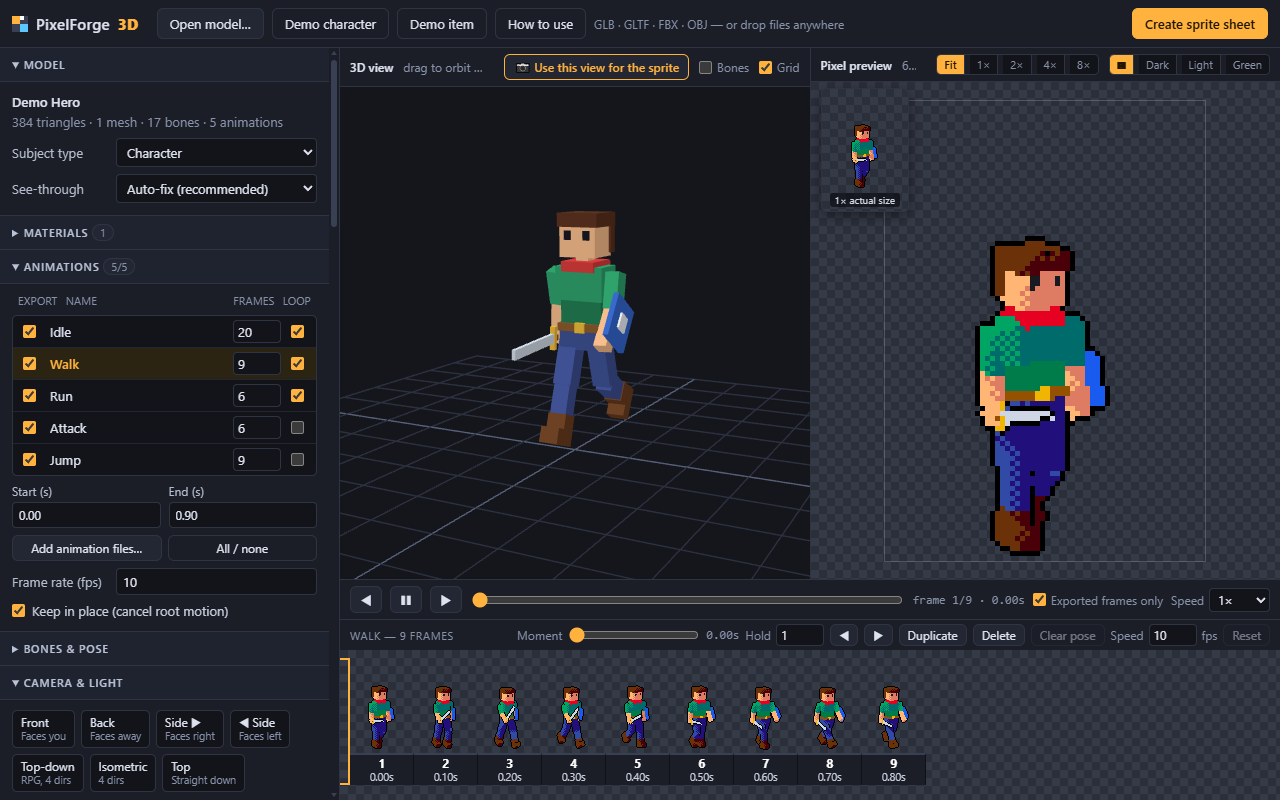 PixelForge 3D
Open model...
Demo character
Demo item
How to use
GLB · GLTF · FBX · OBJ — or drop files anywhere
Create sprite sheet
▼ MODEL
Demo Hero
384 triangles · 1 mesh · 17 bones · 5 animations
Subject type Character
See-through Auto-fix (recommended)
▶ MATERIALS 1
▼ ANIMATIONS 5/5
EXPORT NAME FRAMES LOOP
Idle 20
Walk 9
Run 6
Attack 6
Jump 9
Start (s) End (s)
0.00 0.90
Add animation files... All / none
Frame rate (fps) 10
Keep in place (cancel root motion)
▶ BONES & POSE
▼ CAMERA & LIGHT
Front
Faces you
Back
Faces away
Side ▶
Faces right
◀ Side
Faces left
Top-down
RPG, 4 dirs
Isometric
4 dirs
Top
Straight down
3D view drag to orbit ...
Use this view for the sprite
Bones
Grid
Pixel preview 6...
Fit 1× 2× 4× 8×
Dark Light Green
1× actual size
frame 1/9 · 0.00s
Exported frames only
Speed 1×
WALK — 9 FRAMES
Moment 0.00s
Hold 1
Duplicate
Delete
Clear pose
Speed 10 fps
Reset
1 2 3 4 5 6 7 8 9
0.00s 0.10s 0.20s 0.30s 0.40s 0.50s 0.60s 0.70s 0.80s